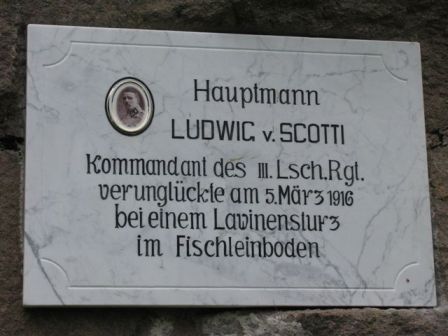 Hauptmann
LUDWIG v. SCOTTI
Kommandant des III. Lsch. Rgt.
verunglückte am 5. März 1916
bei einem Lawinensturz
im Fischleinboden